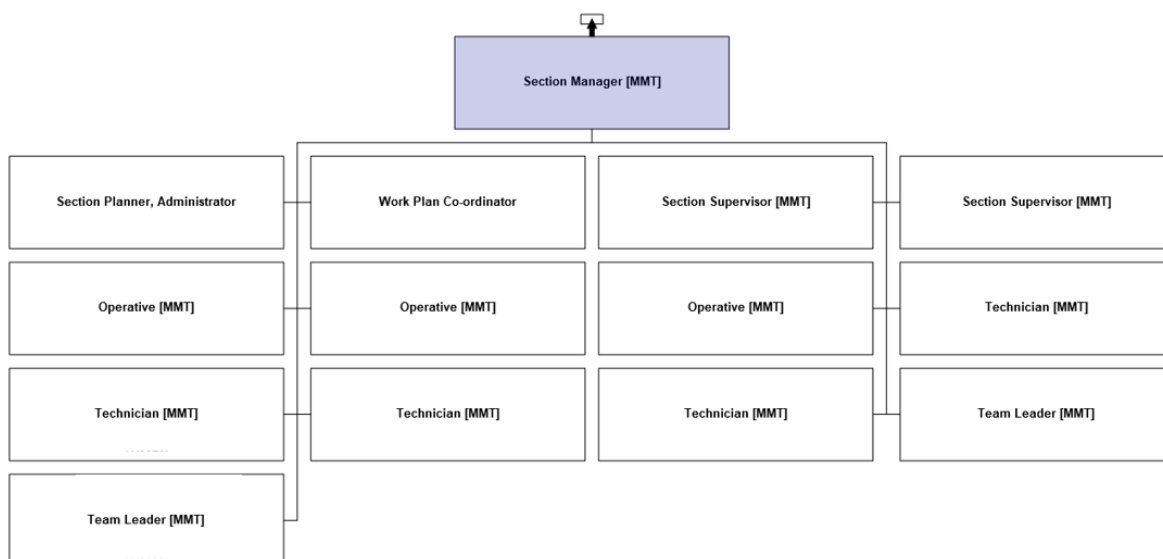 Section Manager [MMT]
Section Planner, Administrator
Work Plan Co-ordinator
Section Supervisor [MMT]
Section Supervisor [MMT]
Operative [MMT]
Operative [MMT]
Operative [MMT]
Technician [MMT]
Technician [MMT]
Technician [MMT]
Technician [MMT]
Team Leader [MMT]
Team Leader [MMT]